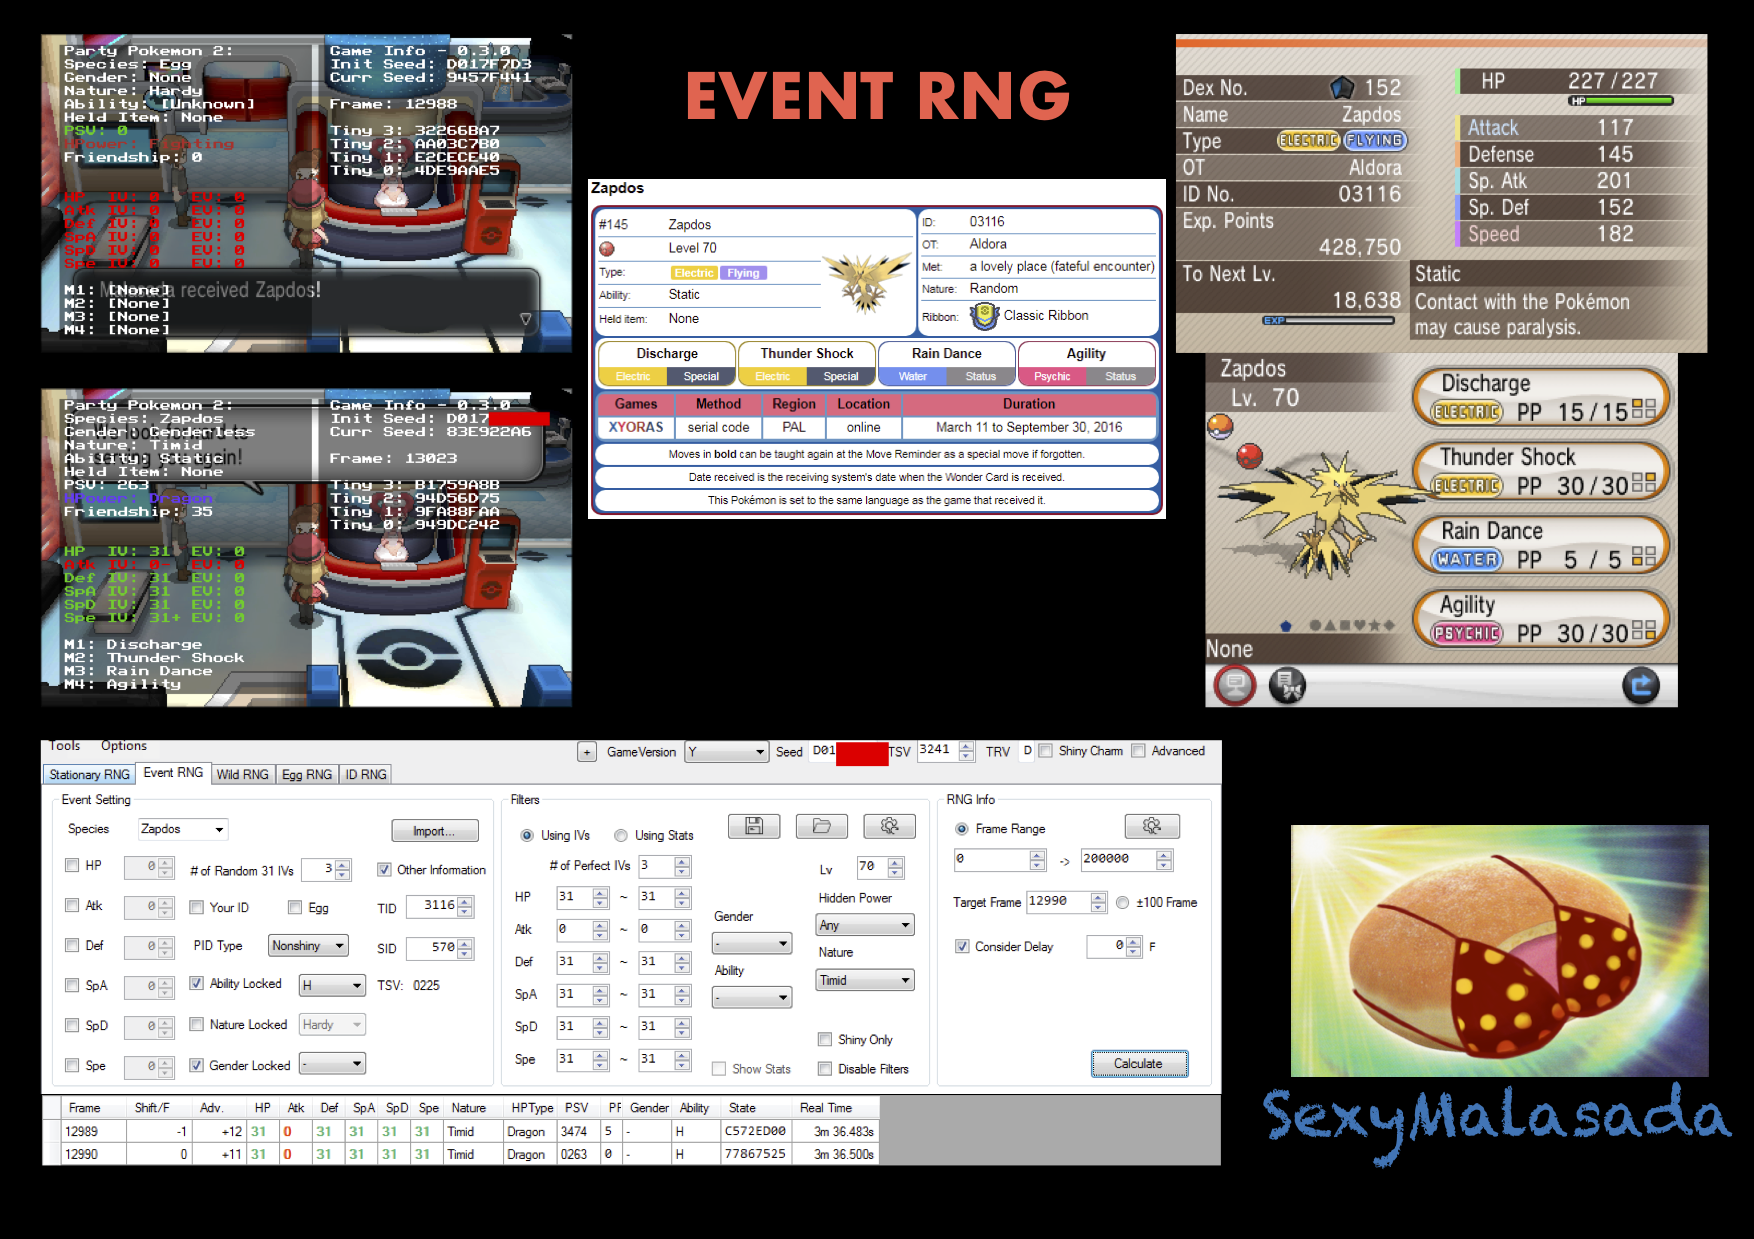 EVENT RNG
Party Pokemon 2:
Species: Egg
Gender: None
Nature: Hardy
Ability: [Unknown]
Held Item: None
PSV: 0
HPower: Fighting
Friendship: 0
HP IV: 0 EV: 0
Atk IV: 0 EV: 0
Def IV: 0 EV: 0
SpA IV: 0 EV: 0
SpD IV: 0 EV: 0
Spe IV: 0 EV: 0
M1: [None]
M2: [None]
M3: [None]
M4: [None]
received Zapdos!
Game Info - 0.3.0
Init Seed: D017F7D3
Curr Seed: 9457F441
Frame: 12988
Tiny 3: 32266BA7
Tiny 2: AA03C7B0
Tiny 1: E2CECE40
Tiny 0: 4DE9AAE5
Party Pokemon 2:
Species: Zapdos
Gender: Genderless
Nature: Timid
Ability: Static
Held Item: None
PSV: 263
HPower: Dragon
Friendship: 35
HP IV: 31 EV: 0
Atk IV: 0- EV: 0
Def IV: 31 EV: 0
SpA IV: 31 EV: 0
SpD IV: 31 EV: 0
Spe IV: 31+ EV: 0
M1: Discharge
M2: Thunder Shock
M3: Rain Dance
M4: Agility
again!
Game Info - 0.3.0
Init Seed: D017
Curr Seed: 83E922A6
Frame: 13023
Tiny 3: B1759A8B
Tiny 2: 94D56D75
Tiny 1: 9FA88FAA
Tiny 0: 949DC242
Zapdos
#145 Zapdos
Level 70
Type: Electric Flying
Ability: Static
Held item: None
ID: 03116
OT: Aldora
Met: a lovely place (fateful encounter)
Nature: Random
Ribbon: Classic Ribbon
Discharge Thunder Shock Rain Dance Agility
Electric Special Electric Special Water Status Psychic Status
Games Method Region Location Duration
XYORAS serial code PAL online March 11 to September 30, 2016
Moves in bold can be taught again at the Move Reminder as a special move if forgotten.
Date received is the receiving system's date when the Wonder Card is received.
This Pokémon is set to the same language as the game that received it.
Dex No. 152
Name Zapdos
Type ELECTRIC FLYING
OT Aldora
ID No. 03116
Exp. Points
428,750
To Next Lv.
18,638
EXP
HP 227/227
HP
Attack 117
Defense 145
Sp. Atk 201
Sp. Def 152
Speed 182
Static
Contact with the Pokémon
may cause paralysis.
Zapdos
Lv. 70
None
Discharge
ELECTRIC PP 15/15
Thunder Shock
ELECTRIC PP 30/30
Rain Dance
WATER PP 5/5
Agility
PSYCHIC PP 30/30
Tools Options
+ GameVersion Y Seed D01 TSV 3241 TRV D Shiny Charm Advanced
Stationary RNG Event RNG Wild RNG Egg RNG ID RNG
Event Setting
Species Zapdos Import...
HP 0 # of Random 31 IVs 3 Other Information
Atk 0 Your ID Egg TID 3116
Def 0 PID Type Nonshiny SID 570
SpA 0 Ability Locked H TSV: 0225
SpD 0 Nature Locked Hardy
Spe 0 Gender Locked -
Filters
Using IVs Using Stats
# of Perfect IVs 3 Lv 70
HP 31 ~ 31
Atk 0 ~ 0
Def 31 ~ 31
SpA 31 ~ 31
SpD 31 ~ 31
Spe 31 ~ 31
Gender
-
Ability
-
Hidden Power
Any
Nature
Timid
Shiny Only
Show Stats Disable Filters
RNG Info
Frame Range
0 -> 200000
Target Frame 12990 ±100 Frame
Consider Delay 0 F
Calculate
Frame Shift/F Adv. HP Atk Def SpA SpD Spe Nature HPType PSV Gender Ability State Real Time
12989 -1 +12 31 0 31 31 31 31 Timid Dragon 3474 5 - H C572ED00 3m 36.483s
12990 0 +11 31 0 31 31 31 31 Timid Dragon 0263 0 - H 77867525 3m 36.500s
SexyMalasada